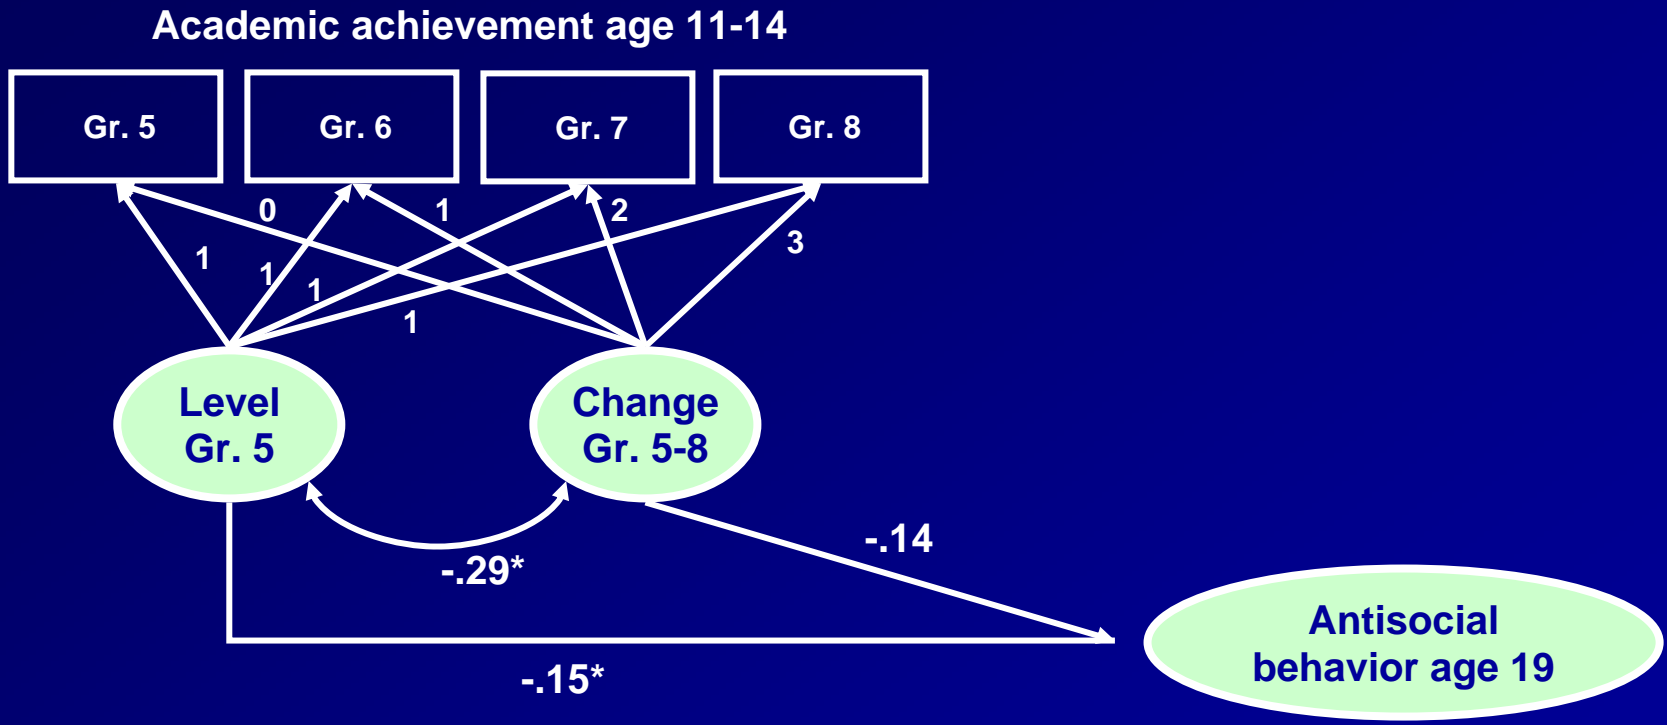 Academic achievement age 11-14
Gr. 5
Gr. 6
Gr. 7
Gr. 8
0
1
2
3
1
1
1
1
Level
Gr. 5
Change
Gr. 5-8
-.29*
-.14
-.15*
Antisocial
behavior age 19